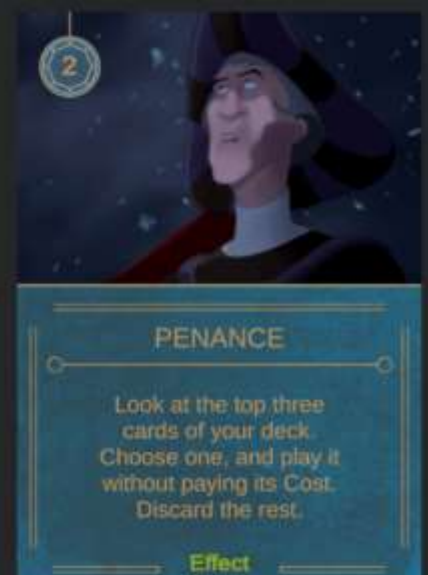 2
PENANCE
Look at the top three
cards of your deck.
Choose one, and play it
without paying its Cost.
Discard the rest.
Effect